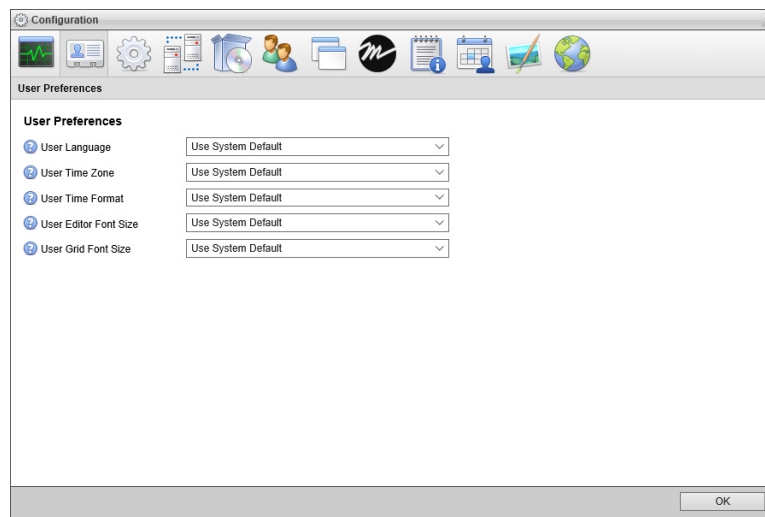 Configuration
User Preferences
User Preferences
User Language Use System Default
User Time Zone Use System Default
User Time Format Use System Default
User Editor Font Size Use System Default
User Grid Font Size Use System Default
OK